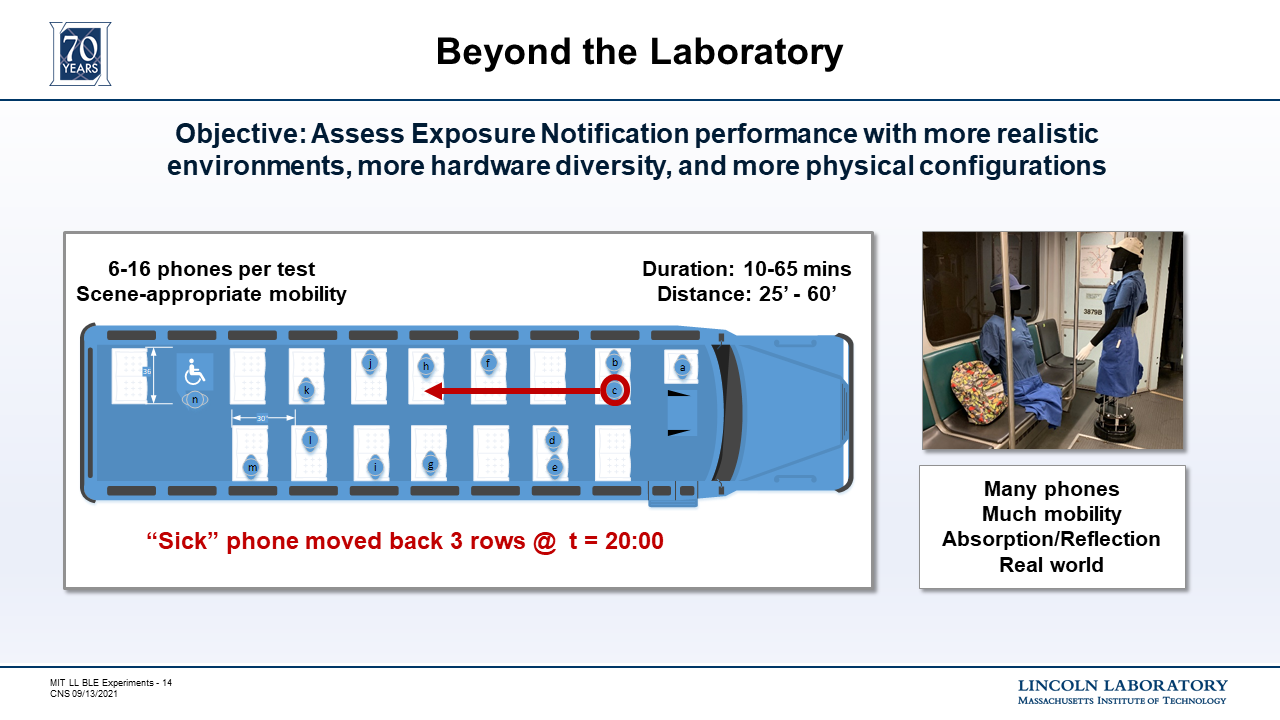 70
YEARS
Beyond the Laboratory
Objective: Assess Exposure Notification performance with more realistic
environments, more hardware diversity, and more physical configurations
6-16 phones per test
Scene-appropriate mobility
Duration: 10-65 mins
Distance: 25’ - 60’
36
n
k
j
h
f
b
c
a
30"
m
l
i
g
d
e
“Sick” phone moved back 3 rows @ t = 20:00
3879B
Many phones
Much mobility
Absorption/Reflection
Real world
MIT LL BLE Experiments - 14
CNS 09/13/2021
LINCOLN LABORATORY
MASSACHUSETTS INSTITUTE OF TECHNOLOGY